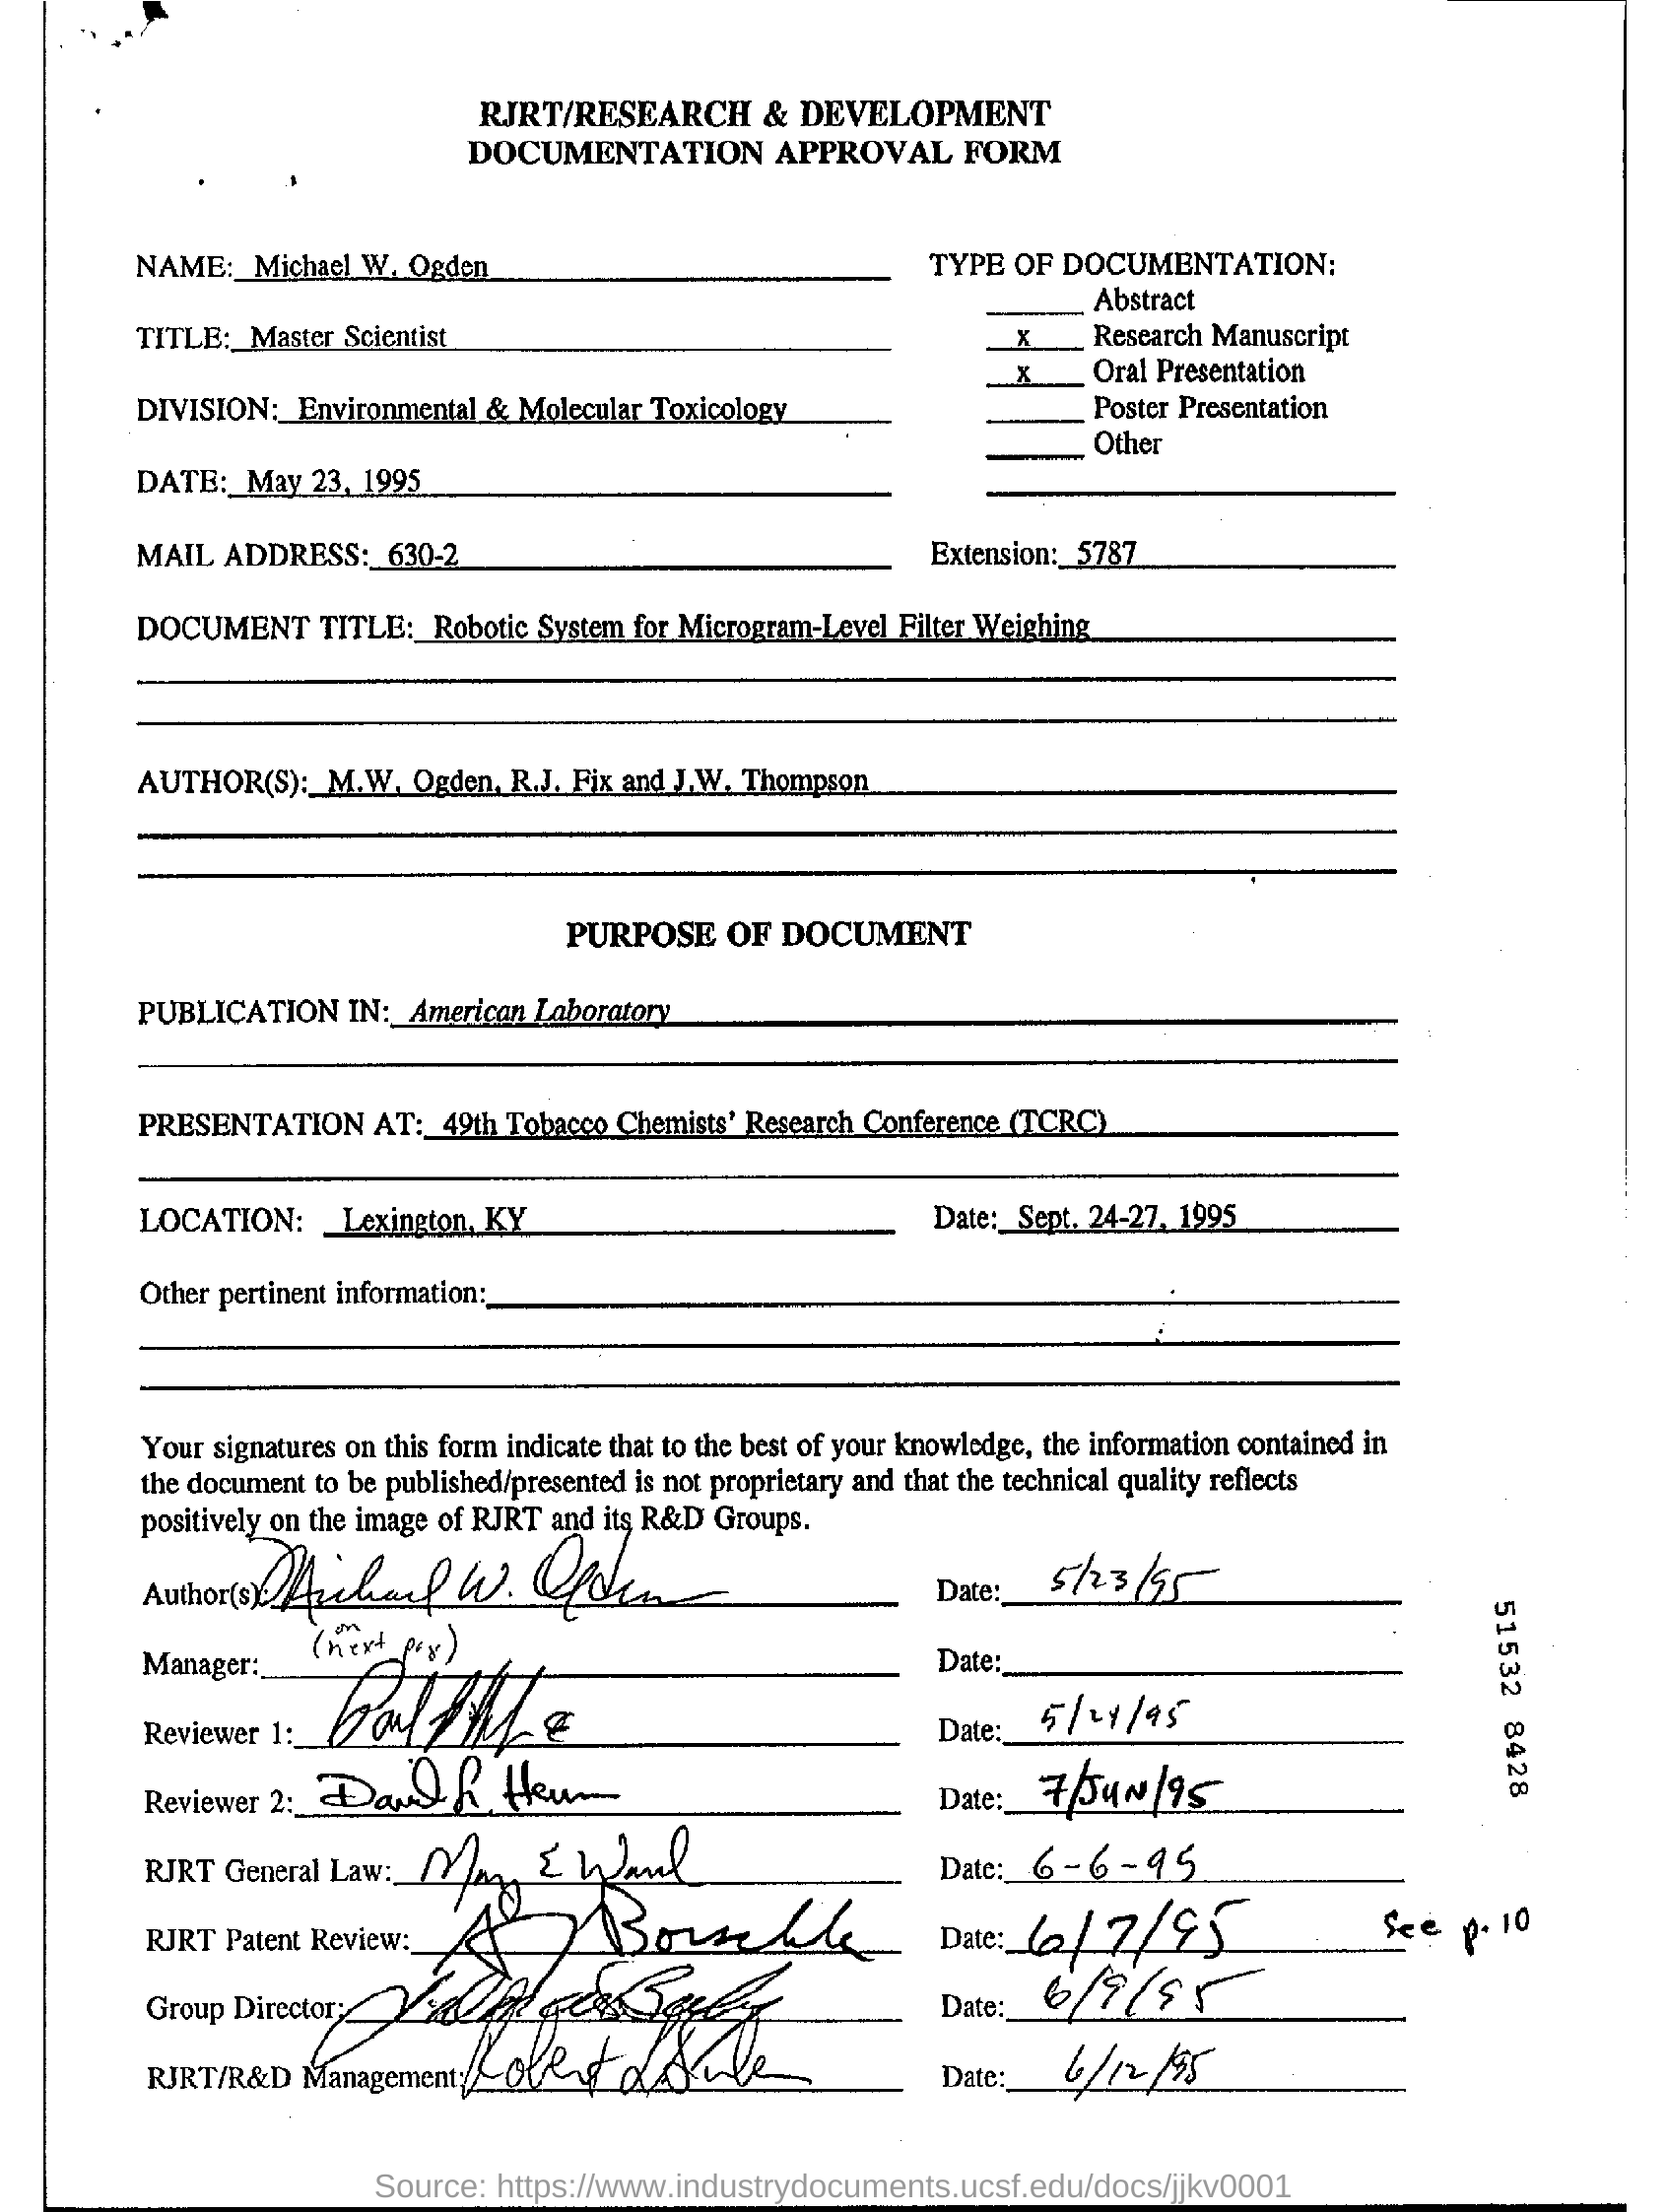 RJRT/RESEARCH & DEVELOPMENT
DOCUMENTATION APPROVAL FORM
NAME: Michael W. Ogden
TYPE OF DOCUMENTATION:
Abstract
TITLE: Master Scientist
x Research Manuscript
x Oral Presentation
DIVISION: Environmental & Molecular Toxicology
Poster Presentation
Other
DATE: May 23, 1995
MAIL ADDRESS: 630-2 Extension: 5787
DOCUMENT TITLE: Robotic System for Microgram-Level Filter Weighing
AUTHOR(S): M.W. Ogden, R.J. Fix and J.W. Thompson
PURPOSE OF DOCUMENT
PUBLICATION IN: American Laboratory
PRESENTATION AT: 49th Tobacco Chemists' Research Conference (TCRC)
LOCATION: Lexington, KY Date: Sept. 24-27, 1995
Other pertinent information:
Your signatures on this form indicate that to the best of your knowledge, the information contained in
the document to be published/presented is not proprietary and that the technical quality reflects
positively on the image of RJRT and its R&D Groups.
Author(s): Michael W. Ogden Date: 5/23/95
Manager: (on next pg) Date:
Reviewer 1: Date: 5/24/95
Reviewer 2: David L. Date: 7/JUN/95
RJRT General Law: Mary E Ward Date: 6-6-95
RJRT Patent Review: Date: 6/7/95 See p. 10
Group Director: Date: 6/9/95
RJRT/R&D Management: Robert Date: 6/12/95
51532 8428
Source: https://www.industrydocuments.ucsf.edu/docs/jjkv0001